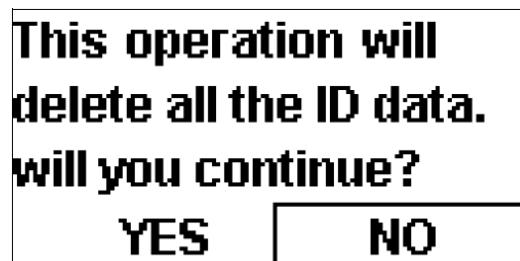 This operation will
delete all the ID data.
will you continue?
YES NO